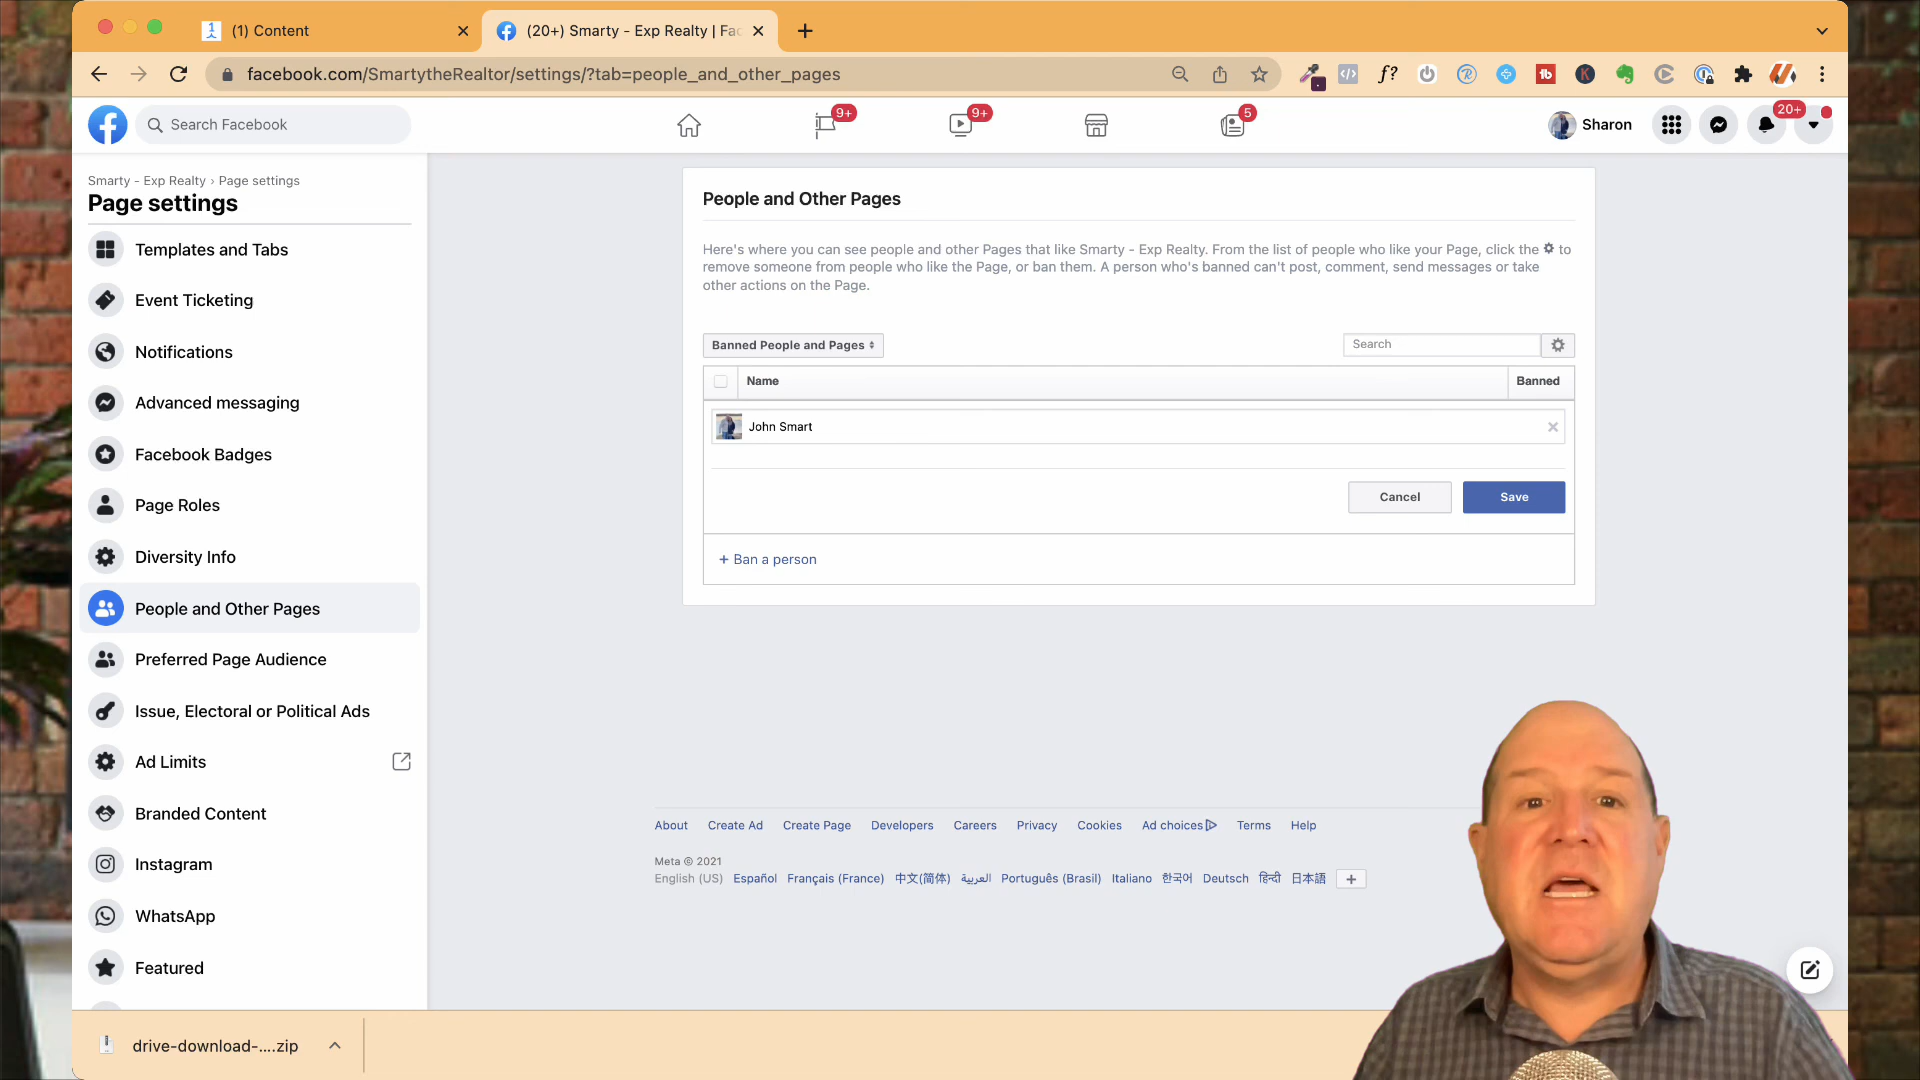 (1) Content
(20+) Smarty - Exp Realty | Fac
facebook.com/SmartytheRealtor/settings/?tab=people_and_other_pages
Search Facebook
9+
9+
5
Sharon
20+
Smarty - Exp Realty › Page settings
Page settings
Templates and Tabs
Event Ticketing
Notifications
Advanced messaging
Facebook Badges
Page Roles
Diversity Info
People and Other Pages
Preferred Page Audience
Issue, Electoral or Political Ads
Ad Limits
Branded Content
Instagram
WhatsApp
Featured
People and Other Pages
Here's where you can see people and other Pages that like Smarty - Exp Realty. From the list of people who like your Page, click the to
remove someone from people who like the Page, or ban them. A person who's banned can't post, comment, send messages or take
other actions on the Page.
Banned People and Pages
Search
Name
Banned
John Smart
Cancel
Save
+ Ban a person
About Create Ad Create Page Developers Careers Privacy Cookies Ad choices Terms Help
Meta © 2021
English (US) Español Français (France) 中文(简体) العربية Português (Brasil) Italiano 한국어 Deutsch हिन्दी 日本語
drive-download-....zip